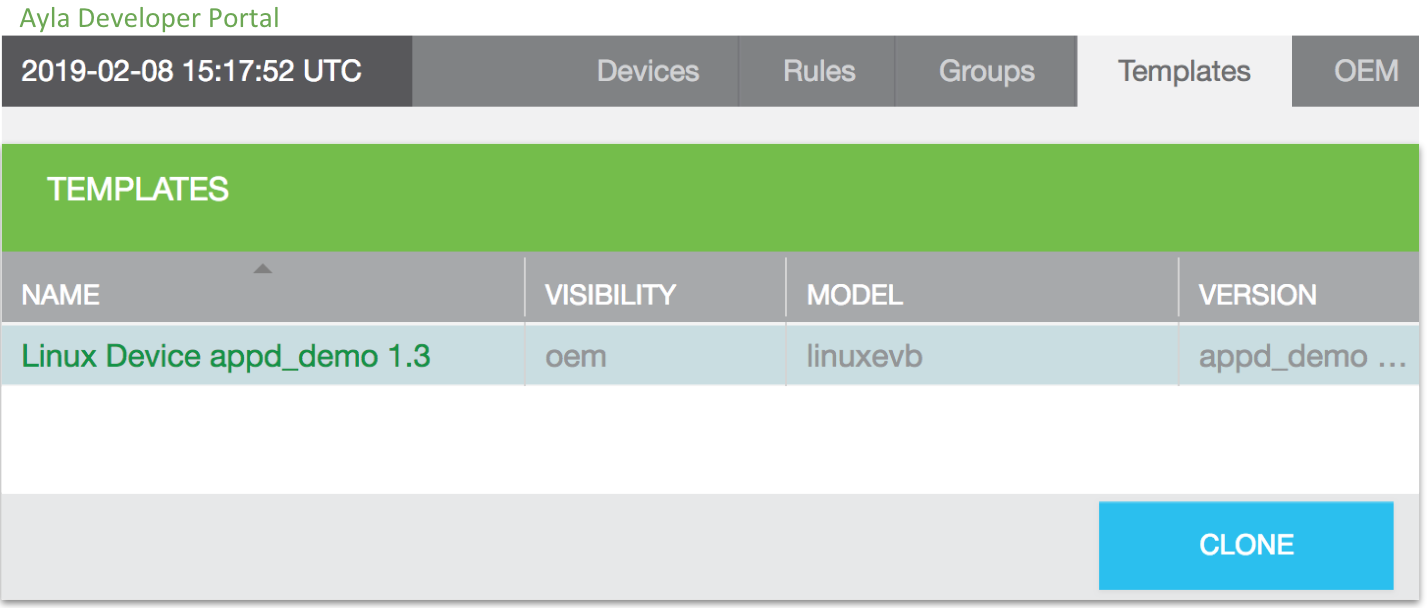 Ayla Developer Portal
2019-02-08 15:17:52 UTC Devices Rules Groups Templates OEM
TEMPLATES
NAME VISIBILITY MODEL VERSION
Linux Device appd_demo 1.3 oem linuxevb appd_demo ...
CLONE